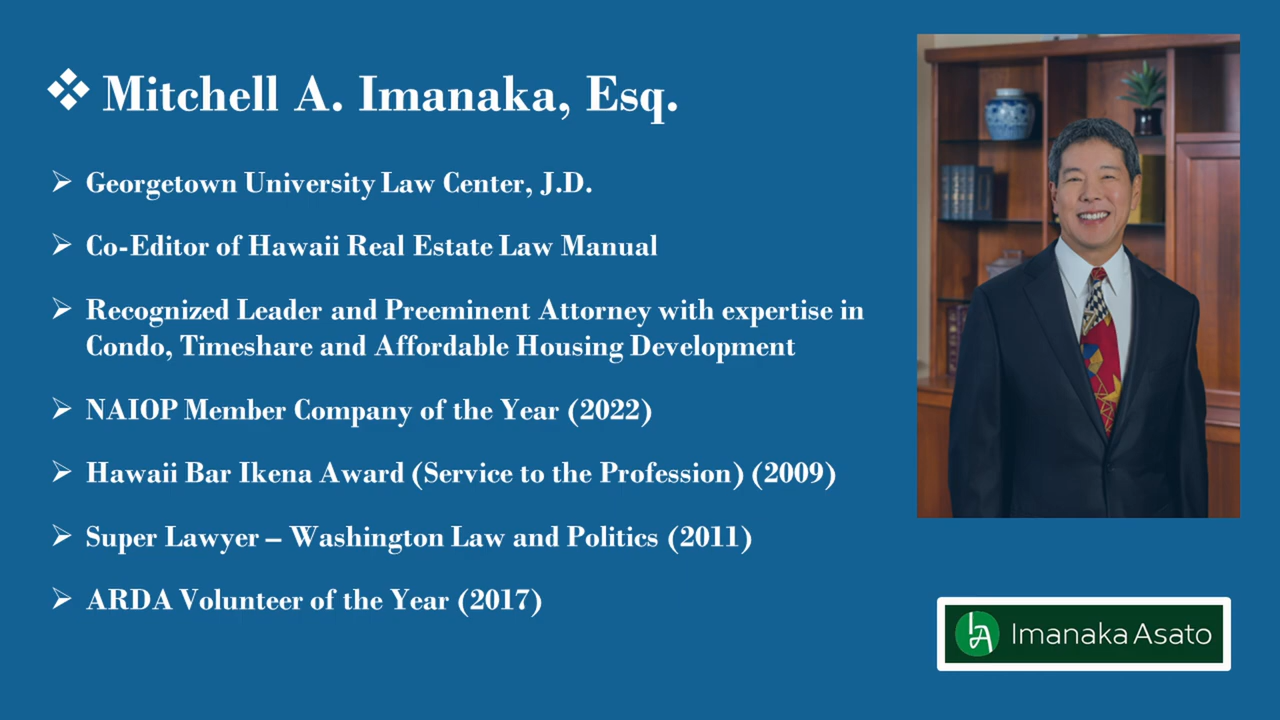 Mitchell A. Imanaka, Esq.
Georgetown University Law Center, J.D.
Co-Editor of Hawaii Real Estate Law Manual
Recognized Leader and Preeminent Attorney with expertise in
Condo, Timeshare and Affordable Housing Development
NAIOP Member Company of the Year (2022)
Hawaii Bar Ikena Award (Service to the Profession) (2009)
Super Lawyer – Washington Law and Politics (2011)
ARDA Volunteer of the Year (2017)
IA Imanaka Asato